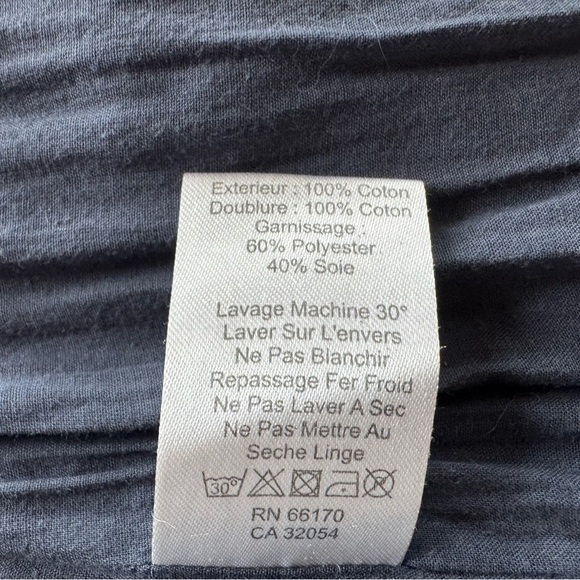 Exterieur : 100% Coton
Doublure : 100% Coton
Garnissage :
60% Polyester
40% Soie
Lavage Machine 30°
Laver Sur L'envers
Ne Pas Blanchir
Repassage Fer Froid
Ne Pas Laver A Sec
Ne Pas Mettre Au
Seche Linge
30°
RN 66170
CA 32054